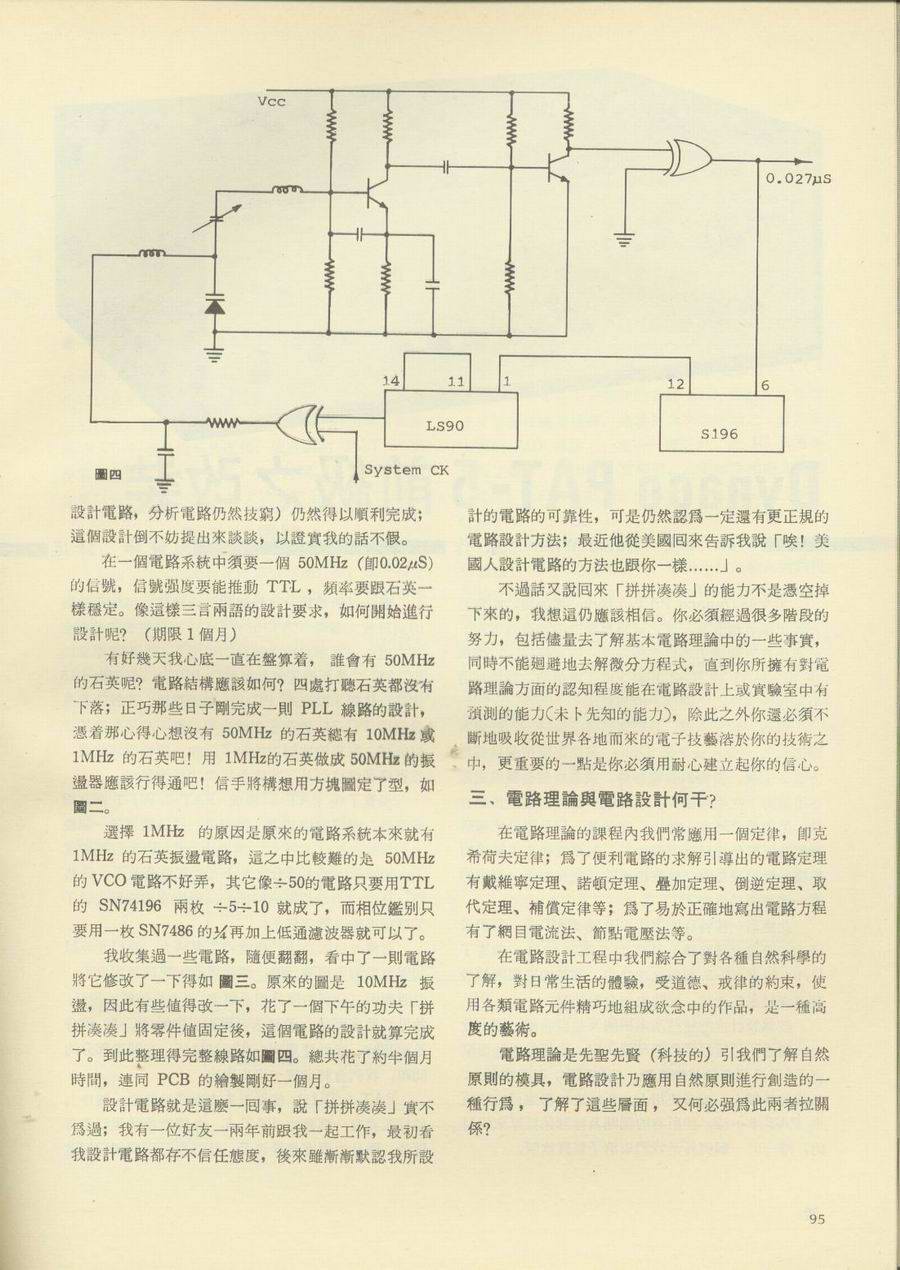 Vcc
0.027μS
14
11
1
12
6
LS90
S196
System CK
圖四
設計電路，分析電路仍然技窮）仍然得以順利完成；
這個設計倒不妨提出來談談，以證實我的話不假。
在一個電路系統中須要一個 50MHz (卽0.02μS)
的信號，信號强度要能推動 TTL ，頻率要跟石英一
樣穩定。像這樣三言兩語的設計要求，如何開始進行
設計呢？（期限 1 個月）
有好幾天我心底一直在盤算着， 誰會有 50MHz
的石英呢？電路結構應該如何？四處打聽石英都沒有
下落；正巧那些日子剛完成一則 PLL 線路的設計，
憑着那心得心想沒有 50MHz 的石英總有 10MHz 或
1MHz 的石英吧！用 1MHz的石英做成 50MHz 的振
盪器應該行得通吧！信手將構想用方塊圖定了型，如
圖二。
選擇 1MHz 的原因是原來的電路系統本來就有
1MHz 的石英振盪電路，這之中比較難的是 50MHz
的 VCO 電路不好弄，其它像÷50的電路只要用TTL
的 SN74196 兩枚 ÷5÷10 就成了，而相位鑑別只
要用一枚 SN7486 的¼再加上低通濾波器就可以了。
我收集過一些電路，隨便翻翻，看中了一則電路
將它修改了一下得如 圖三。原來的圖是 10MHz 振
盪，因此有些値得改一下，花了一個下午的功夫「拼
拼凑凑」將零件値固定後，這個電路的設計就算完成
了。到此整理得完整線路如圖四。總共花了約半個月
時間，連同 PCB 的繪製剛好一個月。
設計電路就是這麽一回事，說「拼拼凑凑」實不
爲過；我有一位好友一兩年前跟我一起工作，最初看
我設計電路都存不信任態度，後來雖漸漸默認我所設
計的電路的可靠性，可是仍然認爲一定還有更正規的
電路設計方法；最近他從美國回來告訴我說「唉！美
國人設計電路的方法也跟你一樣……」。
不過話又說回來「拼拼凑凑」的能力不是憑空掉
下來的，我想這仍應該相信。你必須經過很多階段的
努力，包括儘量去了解基本電路理論中的一些事實，
同時不能廻避地去解微分方程式，直到你所擁有對電
路理論方面的認知程度能在電路設計上或實驗室中有
預測的能力(未卜先知的能力)，除此之外你還必須不
斷地吸收從世界各地而來的電子技藝溶於你的技術之
中，更重要的一點是你必須用耐心建立起你的信心。
三、電路理論與電路設計何干？
在電路理論的課程內我們常應用一個定律，卽克
希荷夫定律；爲了便利電路的求解引導出的電路定理
有戴維寧定理、諾頓定理、疊加定理、倒逆定理、取
代定理、補償定律等；爲了易於正確地寫出電路方程
有了網目電流法、節點電壓法等。
在電路設計工程中我們綜合了對各種自然科學的
了解，對日常生活的體驗，受道德、戒律的約束，使
用各類電路元件精巧地組成欲念中的作品，是一種高
度的藝術。
電路理論是先聖先賢（科技的）引我們了解自然
原則的模具，電路設計乃應用自然原則進行創造的一
種行爲， 了解了這些層面， 又何必强爲此兩者拉關
係？
95